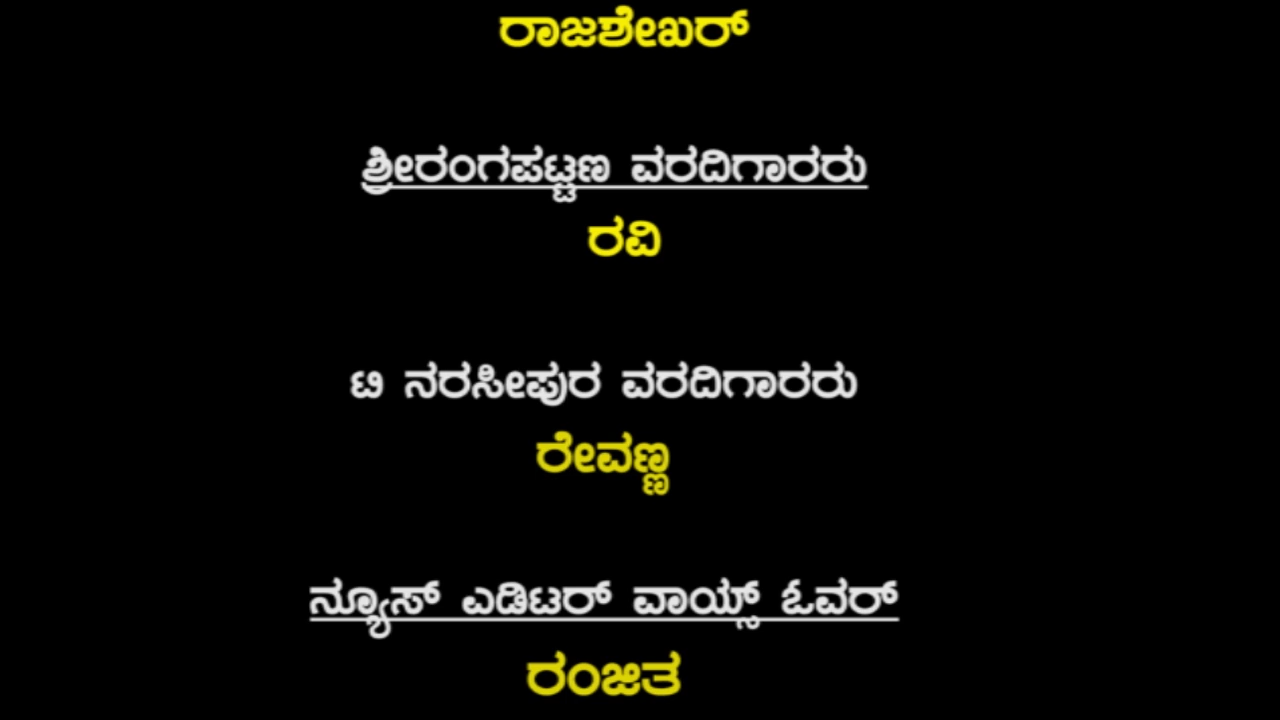 ರಾಜಶೇಖರ್
ಶ್ರೀರಂಗಪಟ್ಟಣ ವರದಿಗಾರರು
ರವಿ
ಟಿ ನರಸೀಪುರ ವರದಿಗಾರರು
ರೇವಣ್ಣ
ನ್ಯೂಸ್ ಎಡಿಟರ್ ವಾಯ್ಸ್ ಓವರ್
ರಂಜಿತ